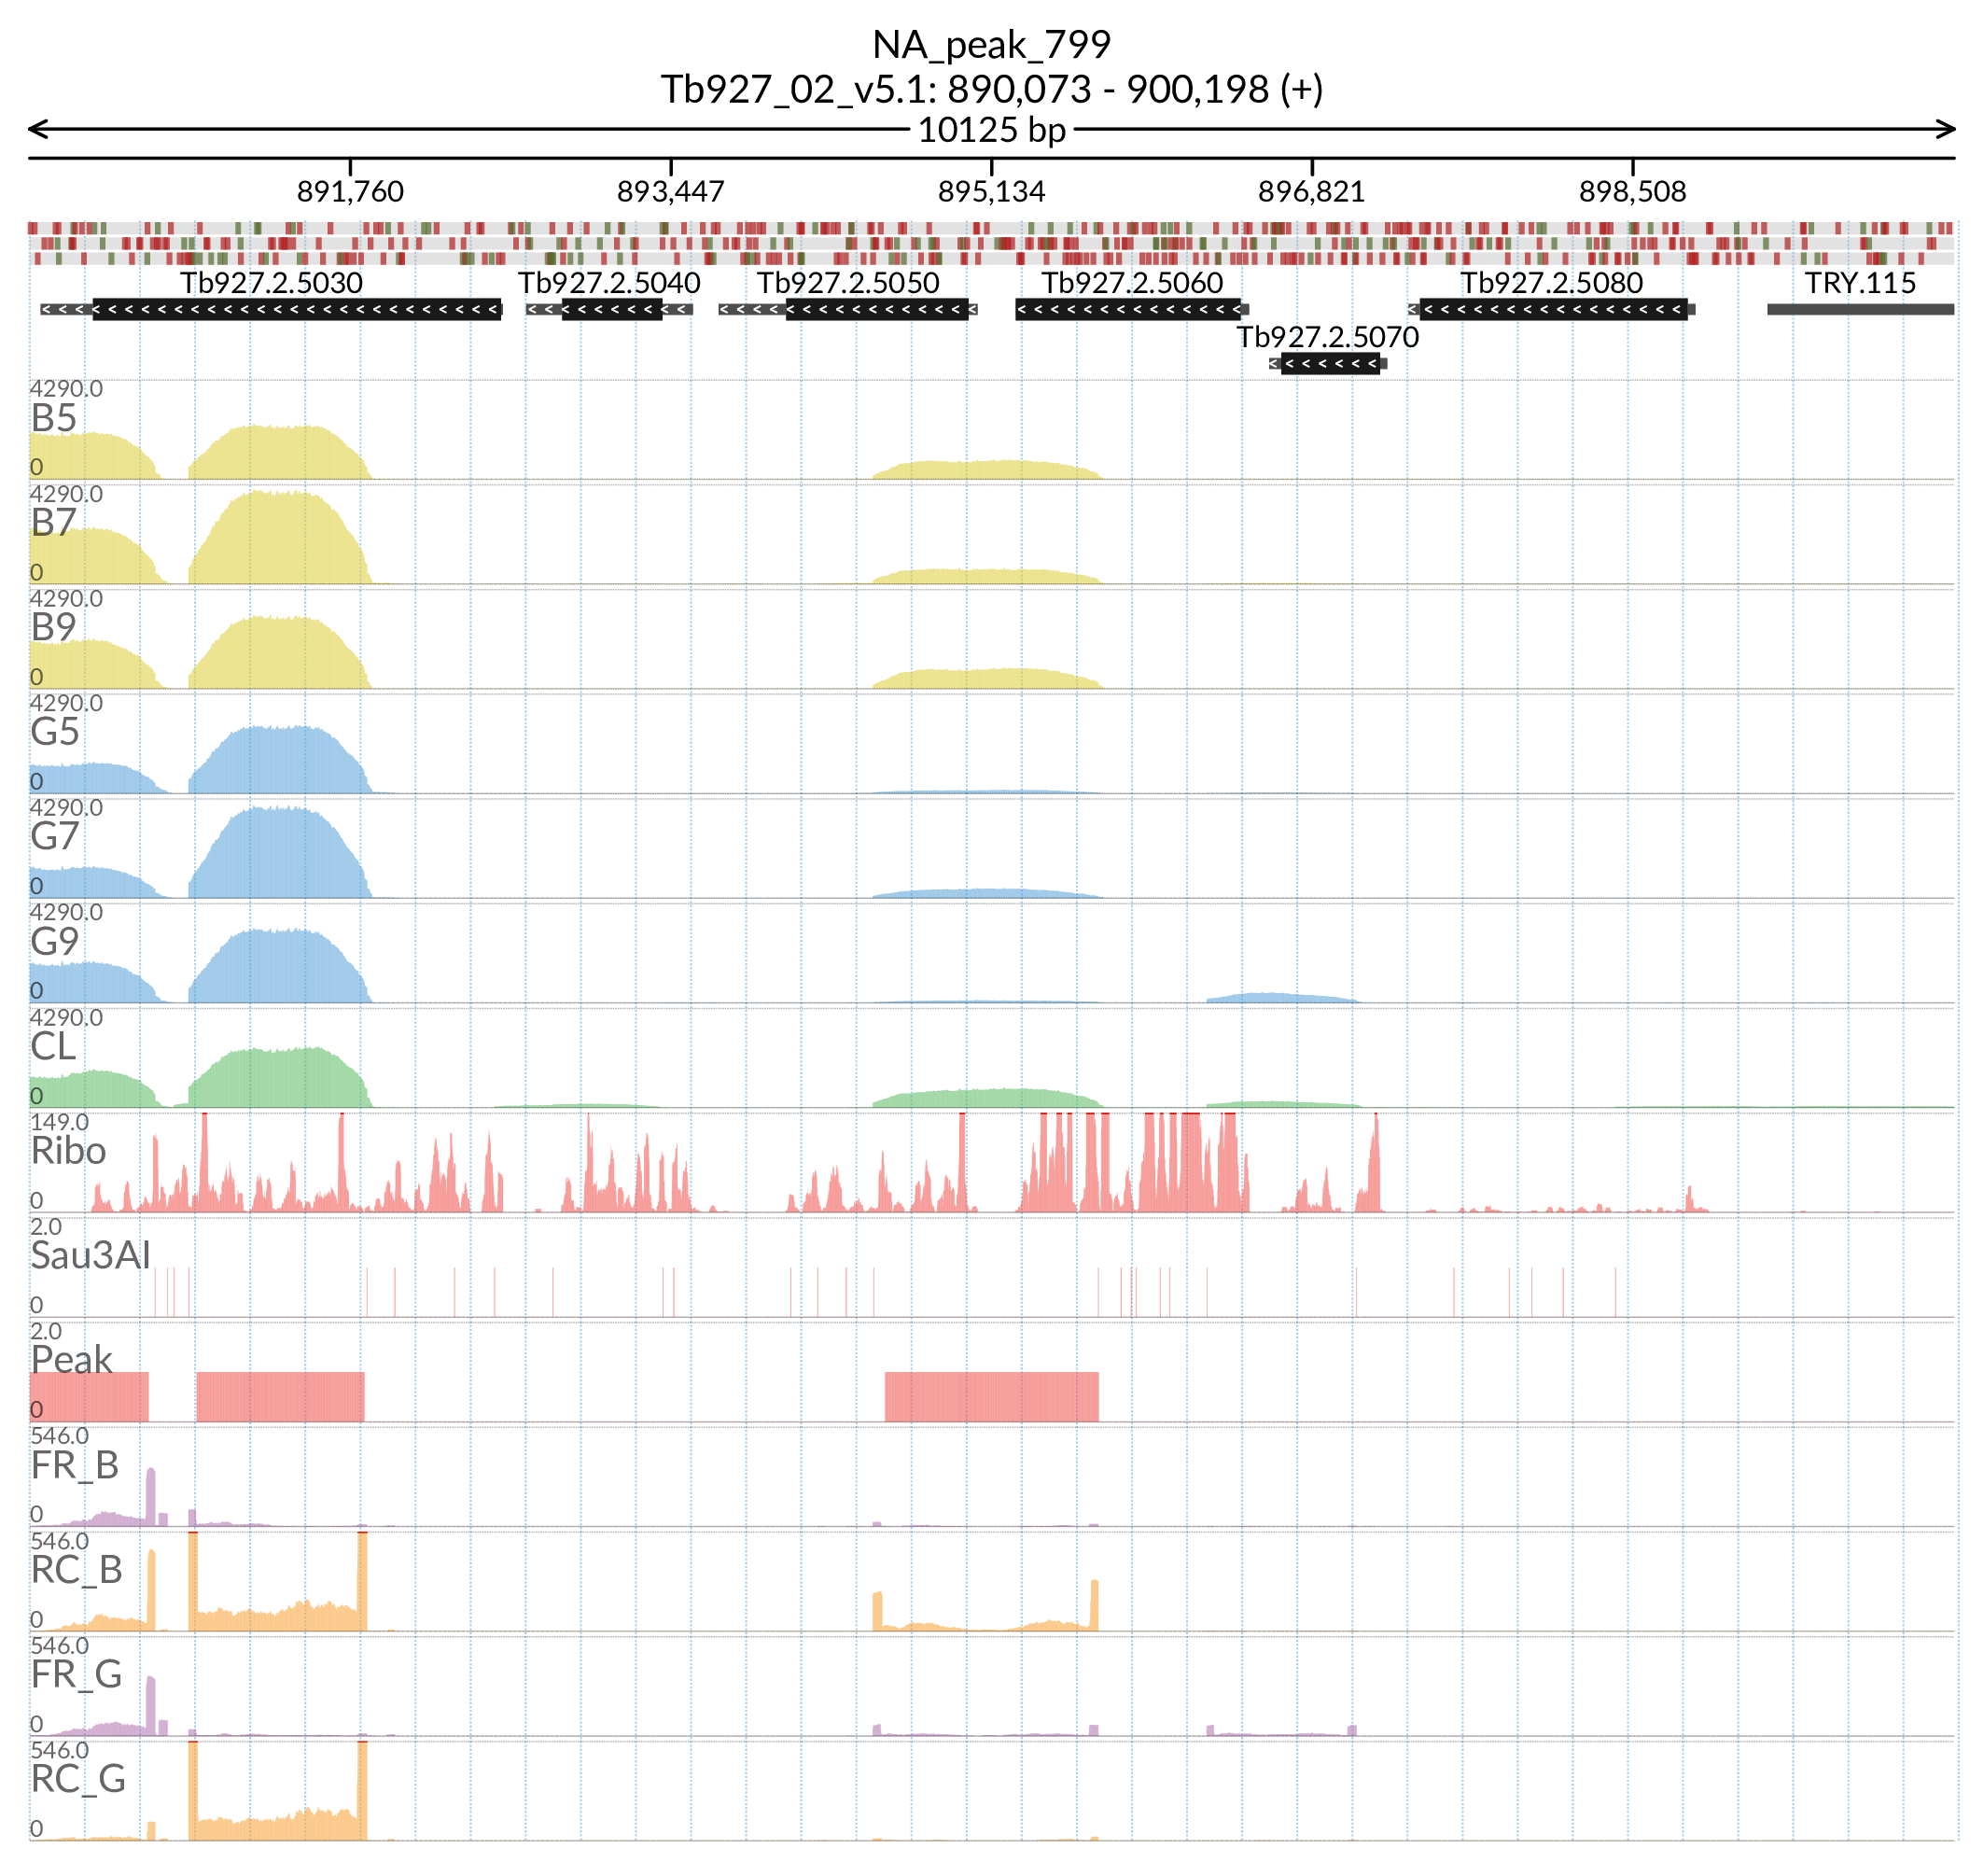 NA_peak_799
Tb927_02_v5.1: 890,073 - 900,198 (+)
10125 bp
891,760 893,447 895,134 896,821 898,508
Tb927.2.5030 Tb927.2.5040 Tb927.2.5050 Tb927.2.5060 Tb927.2.5080 TRY.115
Tb927.2.5070
4290.0
B5
0
4290.0
B7
0
4290.0
B9
0
4290.0
G5
0
4290.0
G7
0
4290.0
G9
0
4290.0
CL
0
149.0
Ribo
0
2.0
Sau3AI
0
2.0
Peak
0
546.0
FR_B
0
546.0
RC_B
0
546.0
FR_G
0
546.0
RC_G
0